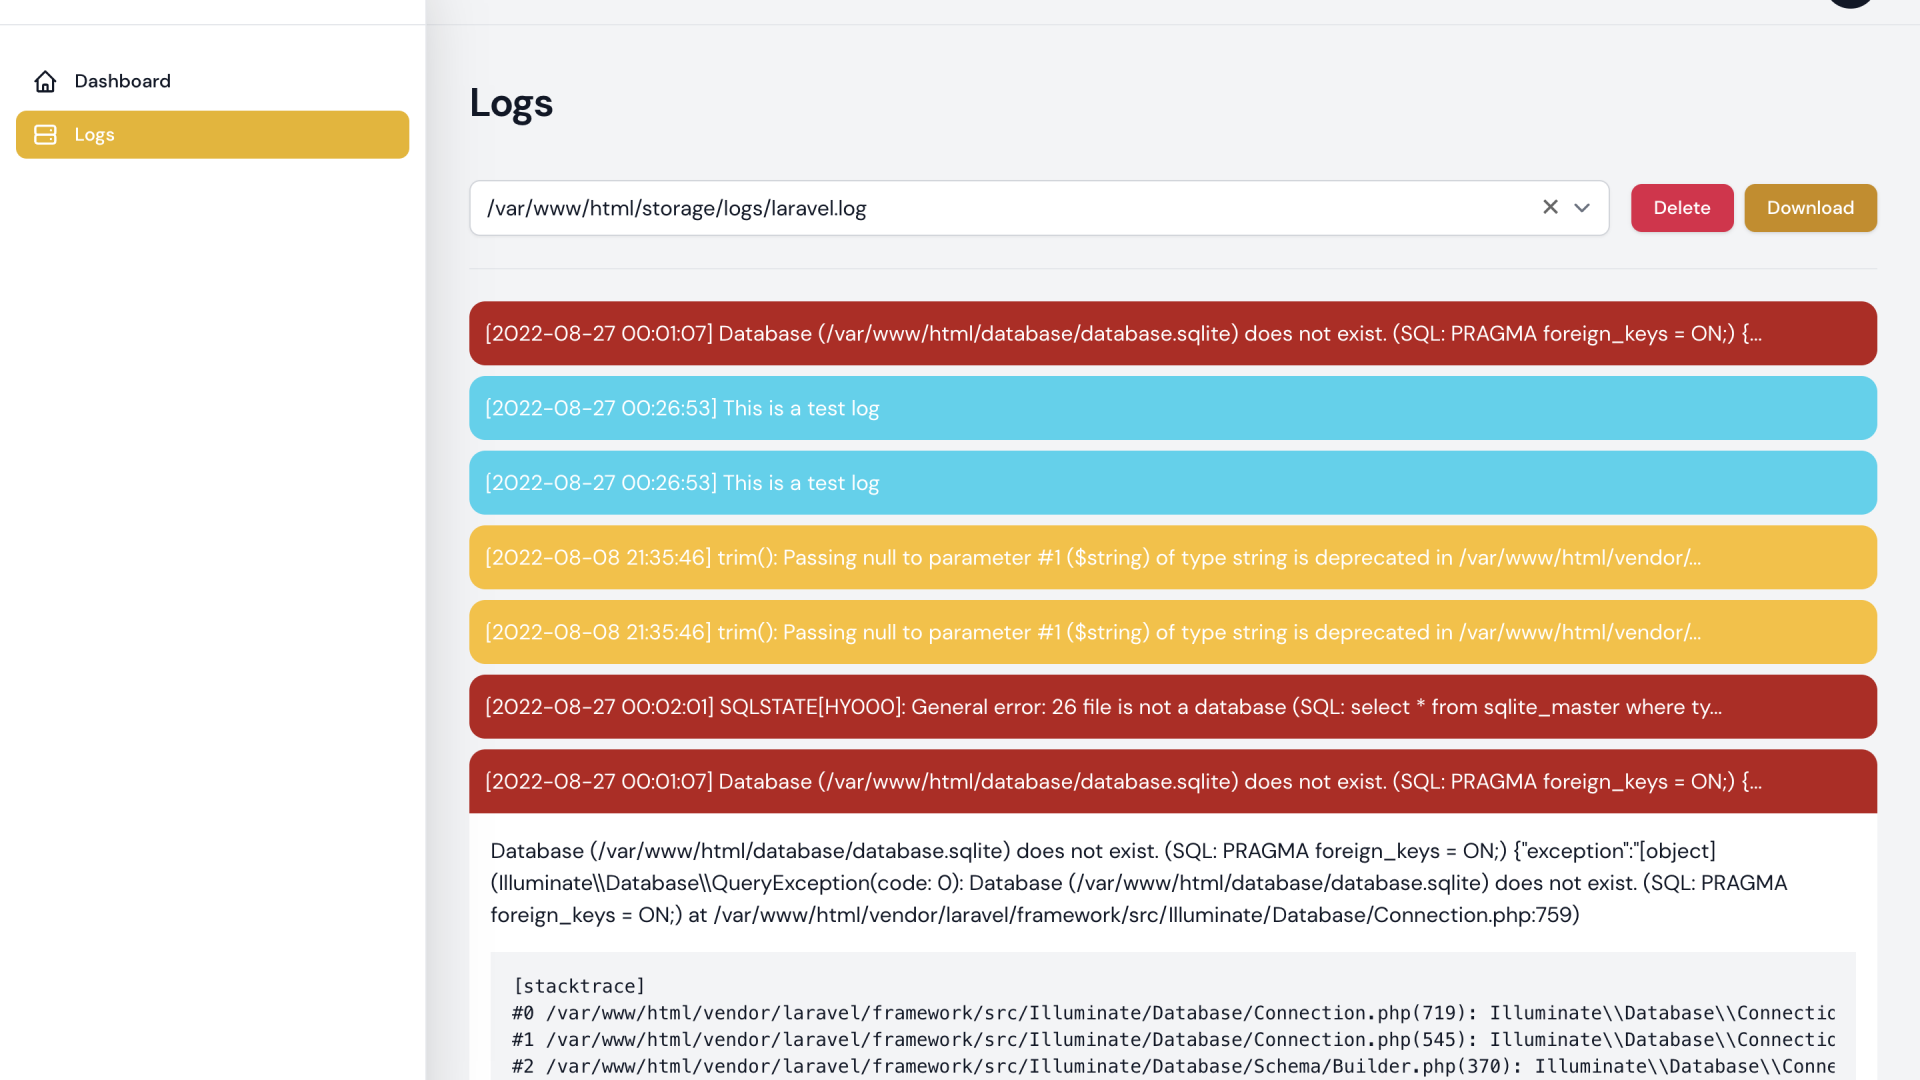 Dashboard
Logs
Logs
/var/www/html/storage/logs/laravel.log
Delete
Download
[2022-08-27 00:01:07] Database (/var/www/html/database/database.sqlite) does not exist. (SQL: PRAGMA foreign_keys = ON;) {...
[2022-08-27 00:26:53] This is a test log
[2022-08-27 00:26:53] This is a test log
[2022-08-08 21:35:46] trim(): Passing null to parameter #1 ($string) of type string is deprecated in /var/www/html/vendor/...
[2022-08-08 21:35:46] trim(): Passing null to parameter #1 ($string) of type string is deprecated in /var/www/html/vendor/...
[2022-08-27 00:02:01] SQLSTATE[HY000]: General error: 26 file is not a database (SQL: select * from sqlite_master where ty...
[2022-08-27 00:01:07] Database (/var/www/html/database/database.sqlite) does not exist. (SQL: PRAGMA foreign_keys = ON;) {...
Database (/var/www/html/database/database.sqlite) does not exist. (SQL: PRAGMA foreign_keys = ON;) {"exception":"[object]
(Illuminate\\Database\\QueryException(code: 0): Database (/var/www/html/database/database.sqlite) does not exist. (SQL: PRAGMA
foreign_keys = ON;) at /var/www/html/vendor/laravel/framework/src/Illuminate/Database/Connection.php:759)
[stacktrace]
#0 /var/www/html/vendor/laravel/framework/src/Illuminate/Database/Connection.php(719): Illuminate\\Database\\Connectio
#1 /var/www/html/vendor/laravel/framework/src/Illuminate/Database/Connection.php(545): Illuminate\\Database\\Connectio
#2 /var/www/html/vendor/laravel/framework/src/Illuminate/Database/Schema/Builder.php(370): Illuminate\\Database\\Conne